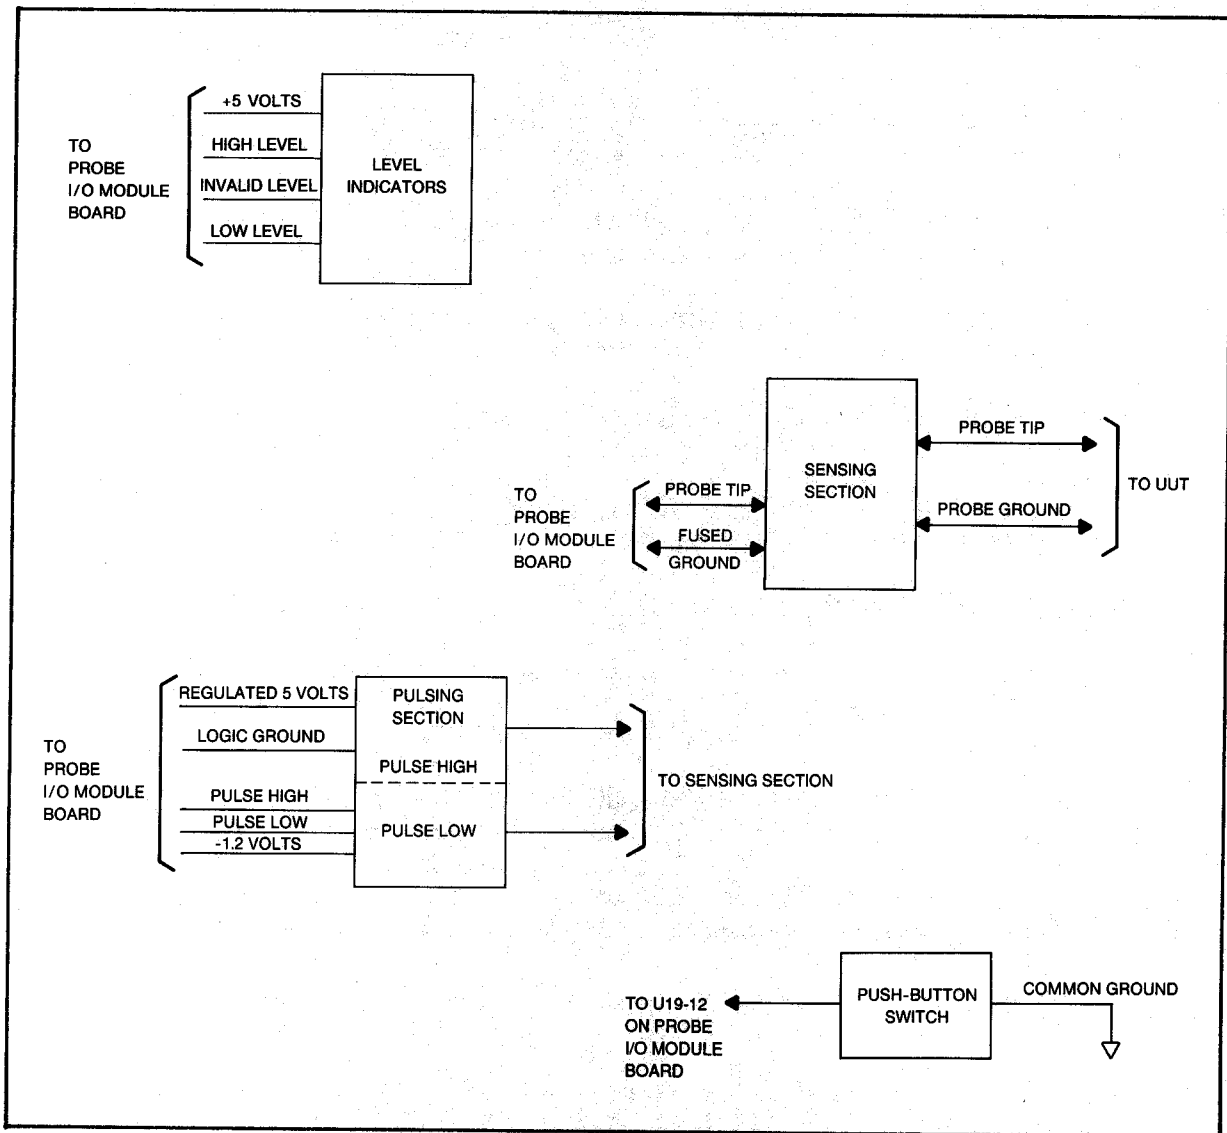 +5 VOLTS
HIGH LEVEL
INVALID LEVEL
LOW LEVEL
TO
PROBE
I/O MODULE
BOARD
LEVEL
INDICATORS
TO
PROBE
I/O MODULE
BOARD
PROBE TIP
FUSED
GROUND
SENSING
SECTION
PROBE TIP
PROBE GROUND
TO UUT
TO
PROBE
I/O MODULE
BOARD
REGULATED 5 VOLTS
LOGIC GROUND
PULSE HIGH
PULSE LOW
-1.2 VOLTS
PULSING
SECTION
PULSE HIGH
PULSE LOW
TO SENSING SECTION
TO U19-12
ON PROBE
I/O MODULE
BOARD
PUSH-BUTTON
SWITCH
COMMON GROUND